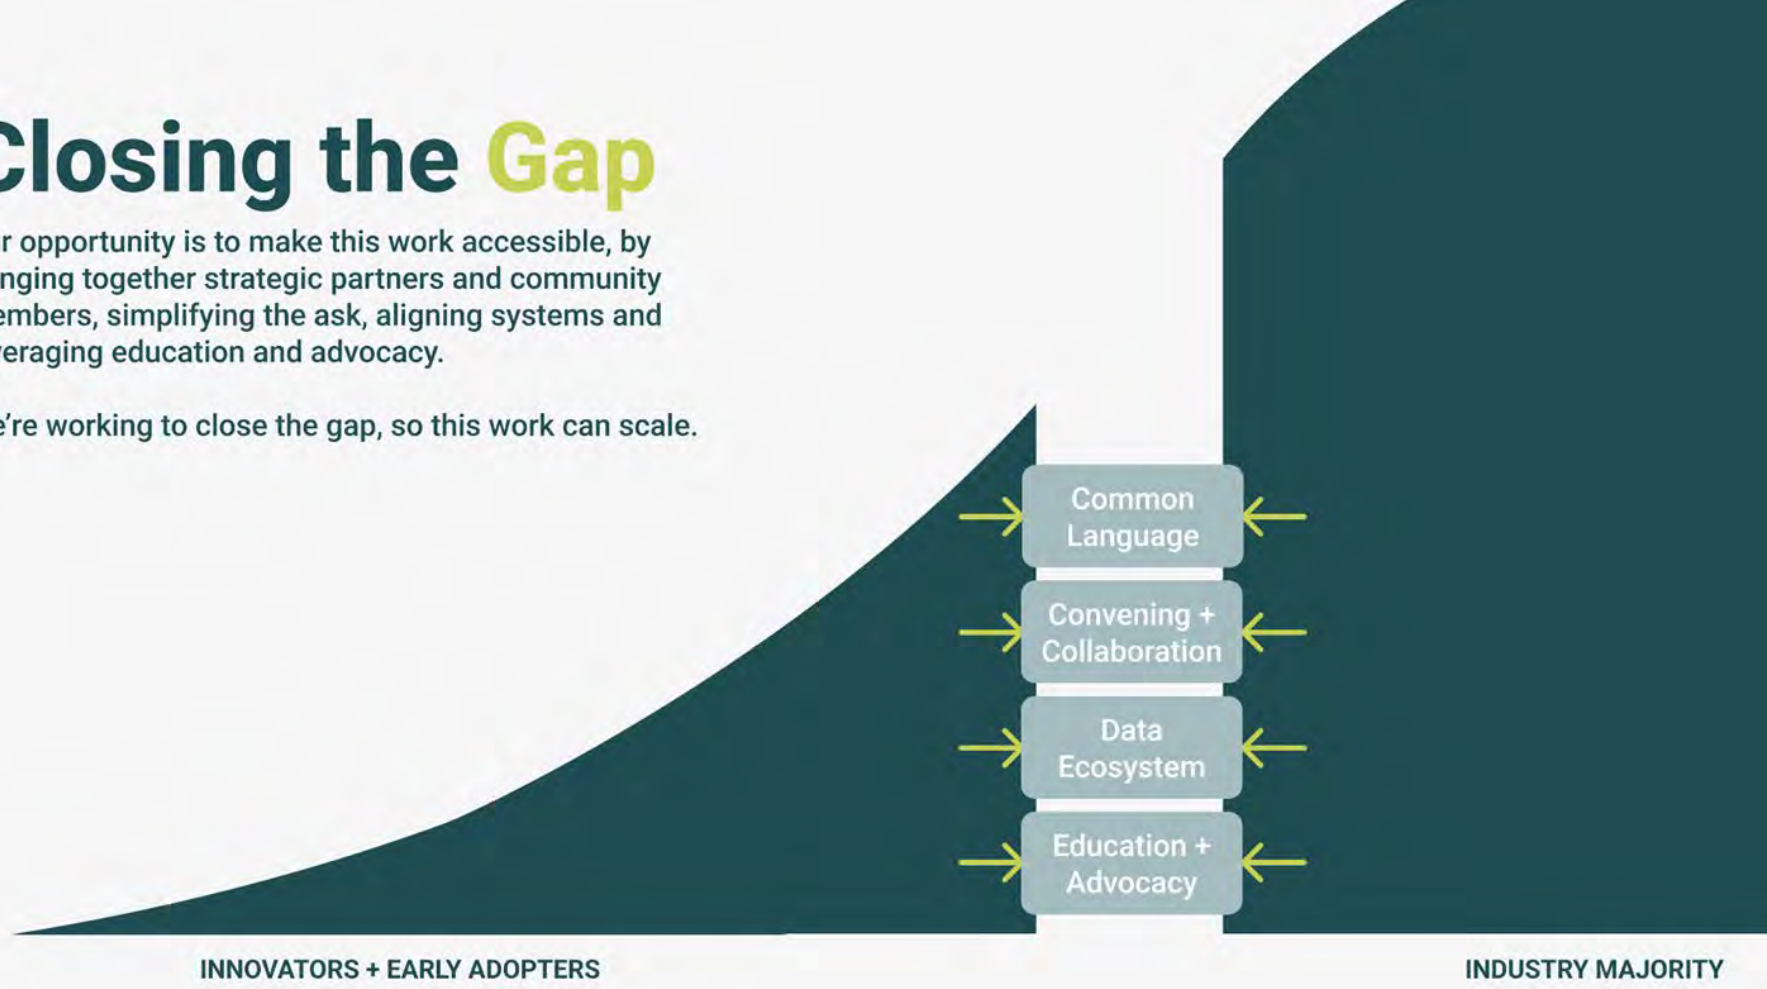 Closing the Gap
r opportunity is to make this work accessible, by
nging together strategic partners and community
embers, simplifying the ask, aligning systems and
veraging education and advocacy.
e're working to close the gap, so this work can scale.
Common
Language
Convening +
Collaboration
Data
Ecosystem
Education +
Advocacy
INNOVATORS + EARLY ADOPTERS
INDUSTRY MAJORITY